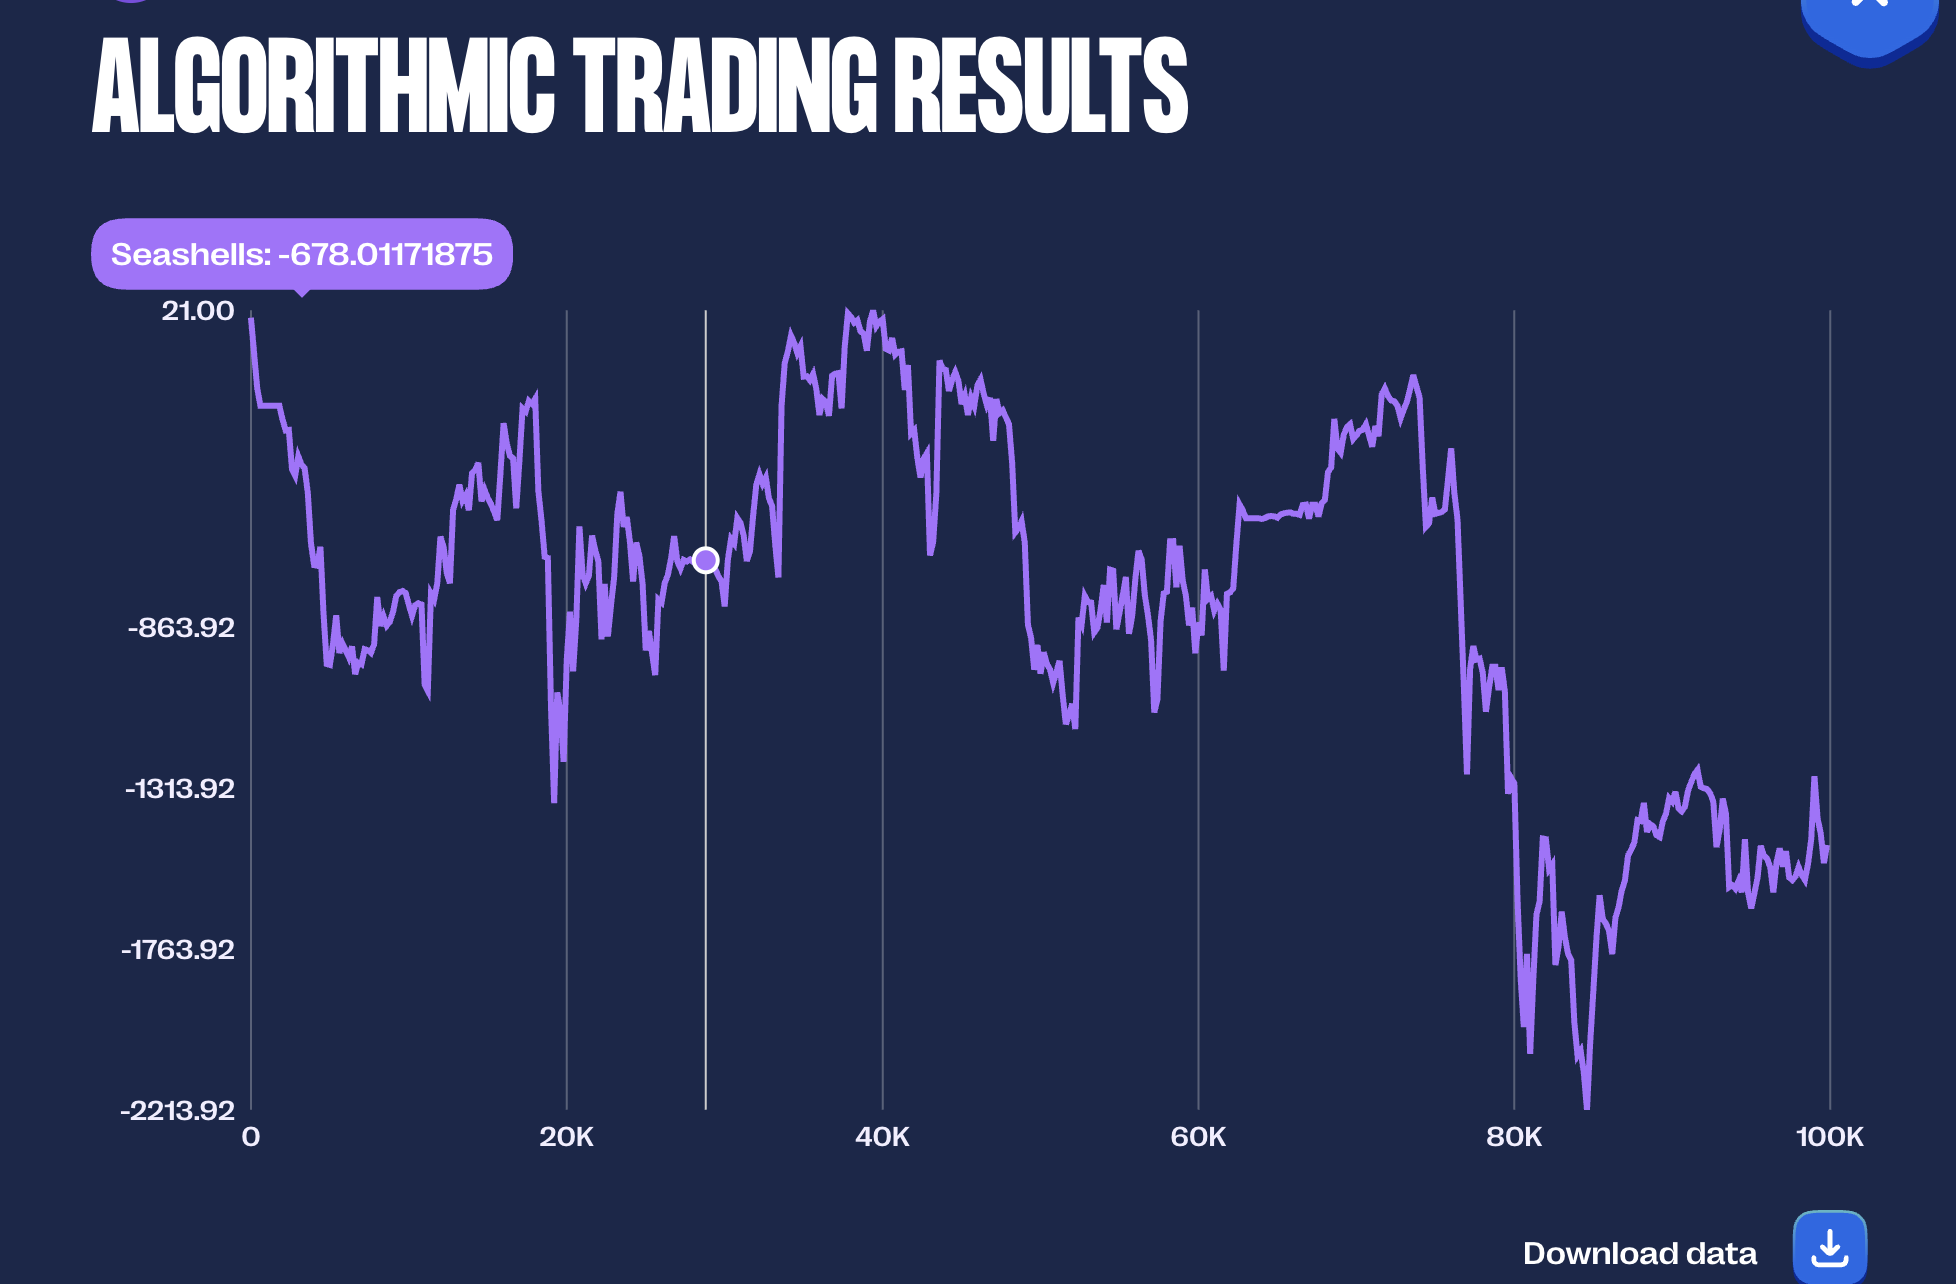 ALGORITHMIC TRADING RESULTS
Seashells: -678.01171875
21.00
-863.92
-1313.92
-1763.92
-2213.92
0 20K 40K 60K 80K 100K
Download data